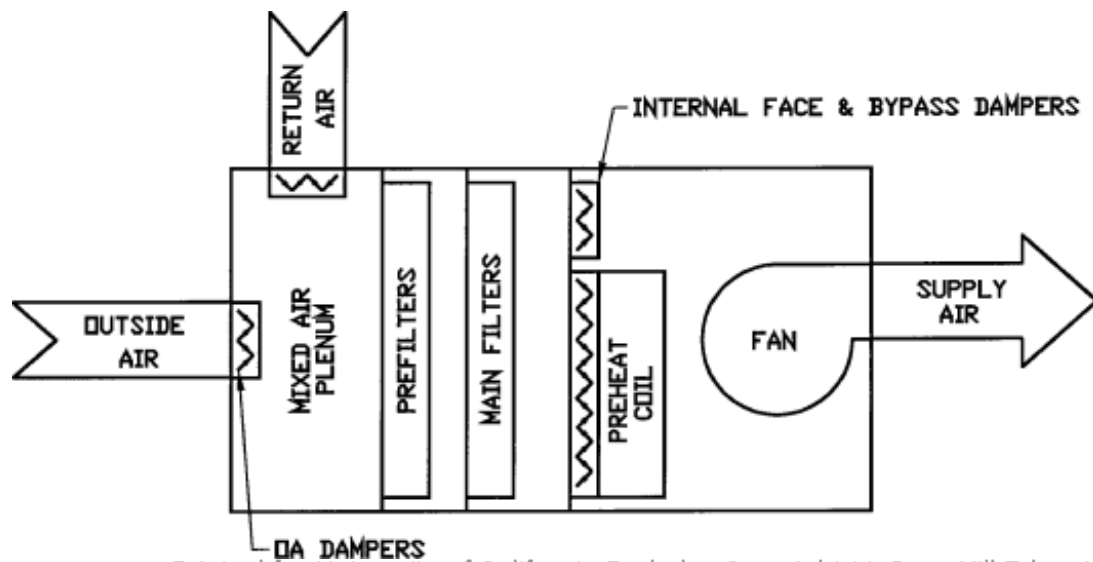 RETURN
AIR
INTERNAL FACE & BYPASS DAMPERS
OUTSIDE
AIR
MIXED AIR
PLENUM
PREFILTERS
MAIN FILTERS
PREHEAT
COIL
FAN
SUPPLY
AIR
OA DAMPERS